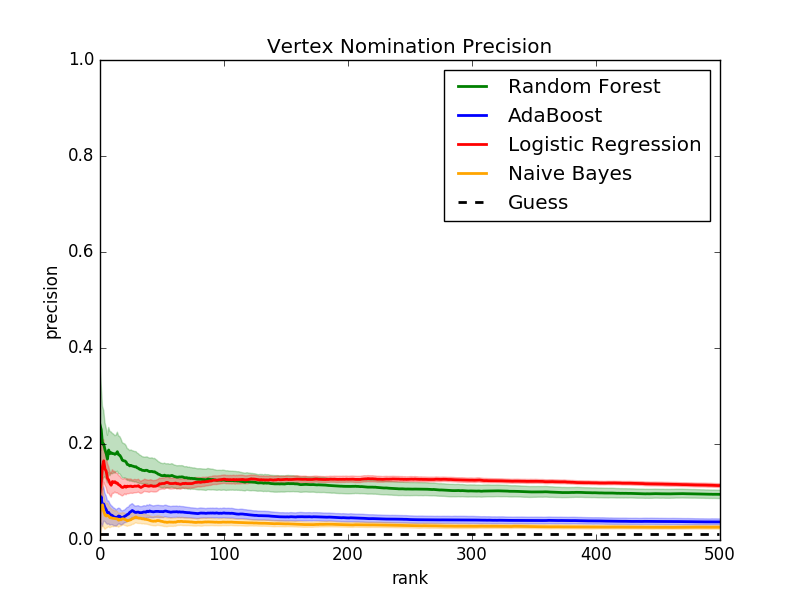 Vertex Nomination Precision
1.0
0.8
0.6
0.4
0.2
0.0
precision
Random Forest
AdaBoost
Logistic Regression
Naive Bayes
Guess
0 100 200 300 400 500
rank